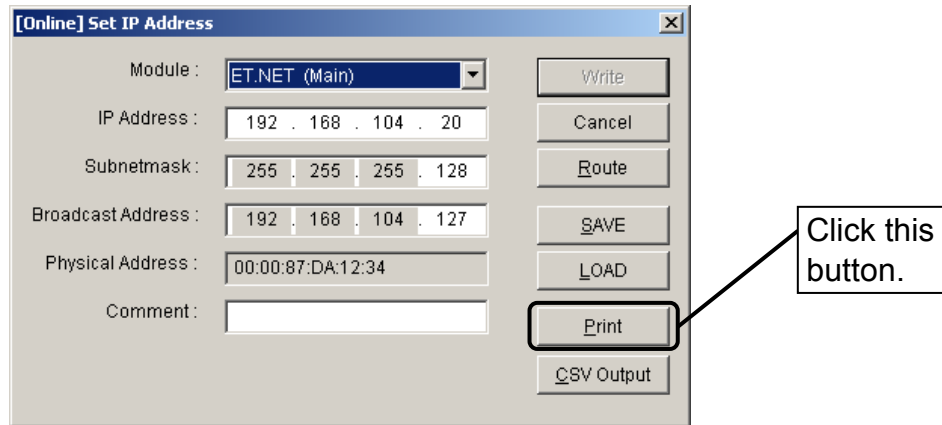 [Online] Set IP Address
Module : ET.NET (Main) Write
IP Address : 192 . 168 . 104 . 20 Cancel
Subnetmask : 255 . 255 . 255 . 128 Route
Broadcast Address : 192 . 168 . 104 . 127 SAVE
Physical Address : 00:00:87:DA:12:34 LOAD
Comment : Print
CSV Output
Click this
button.